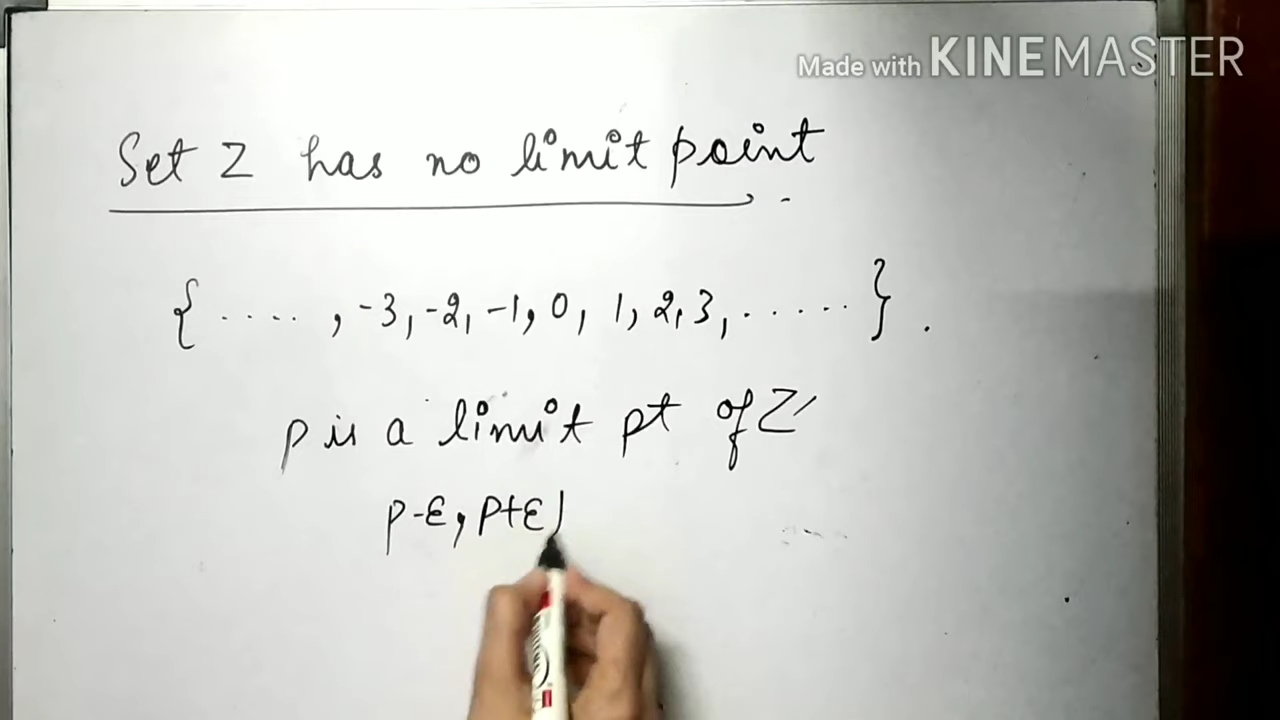 Made with KINEMASTER
Set Z has no limit point
{ ....., -3, -2, -1, 0, 1, 2, 3, ...... } .
p is a limit pt of Z
p-ε, p+ε)